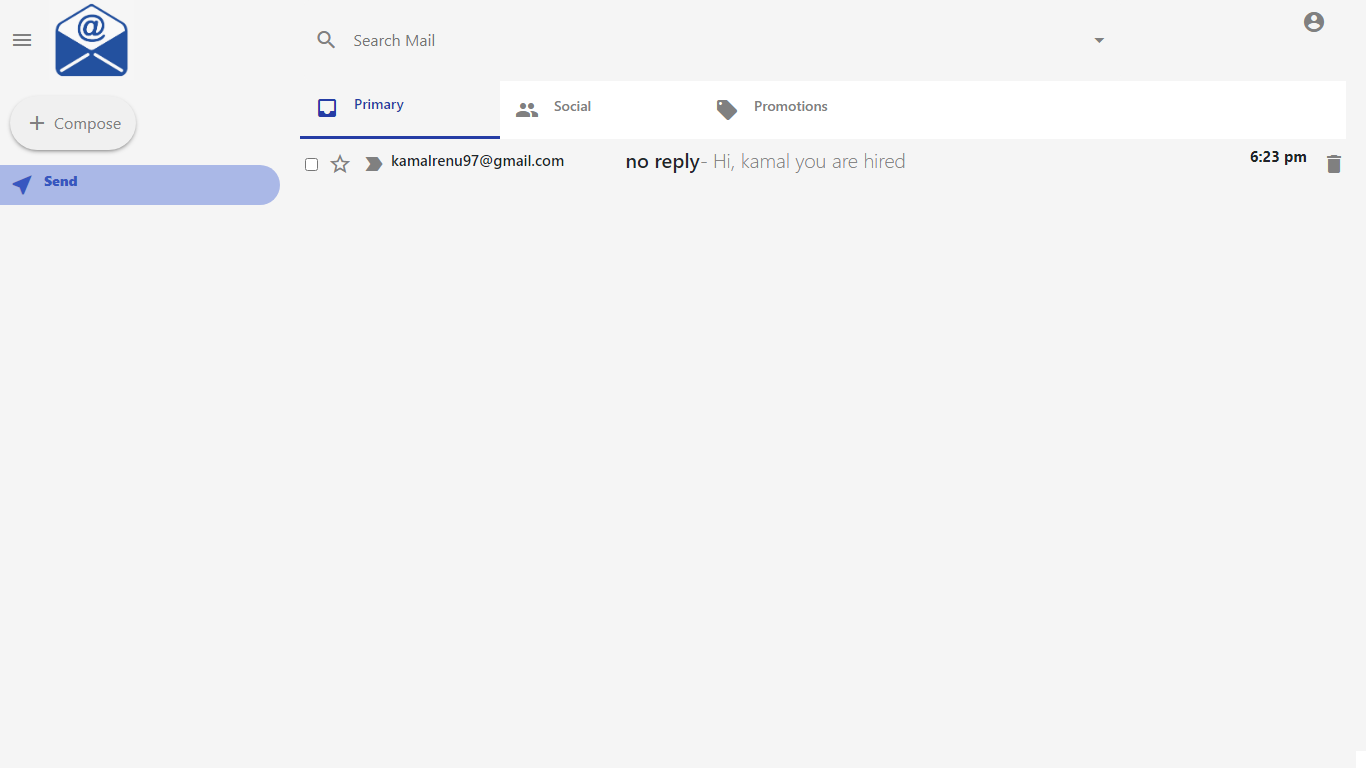 @
Search Mail
Compose
Primary
Social
Promotions
Send
kamalrenu97@gmail.com no reply- Hi, kamal you are hired 6:23 pm